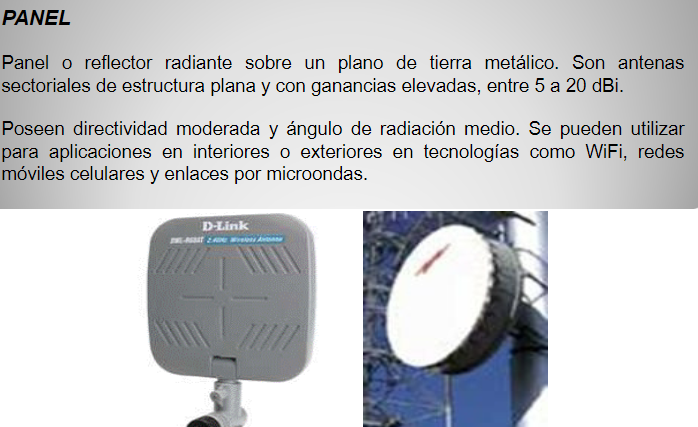 PANEL
Panel o reflector radiante sobre un plano de tierra metálico. Son antenas
sectoriales de estructura plana y con ganancias elevadas, entre 5 a 20 dBi.
Poseen directividad moderada y ángulo de radiación medio. Se pueden utilizar
para aplicaciones en interiores o exteriores en tecnologías como WiFi, redes
móviles celulares y enlaces por microondas.
D-Link
2.4GHz Wireless Antenna